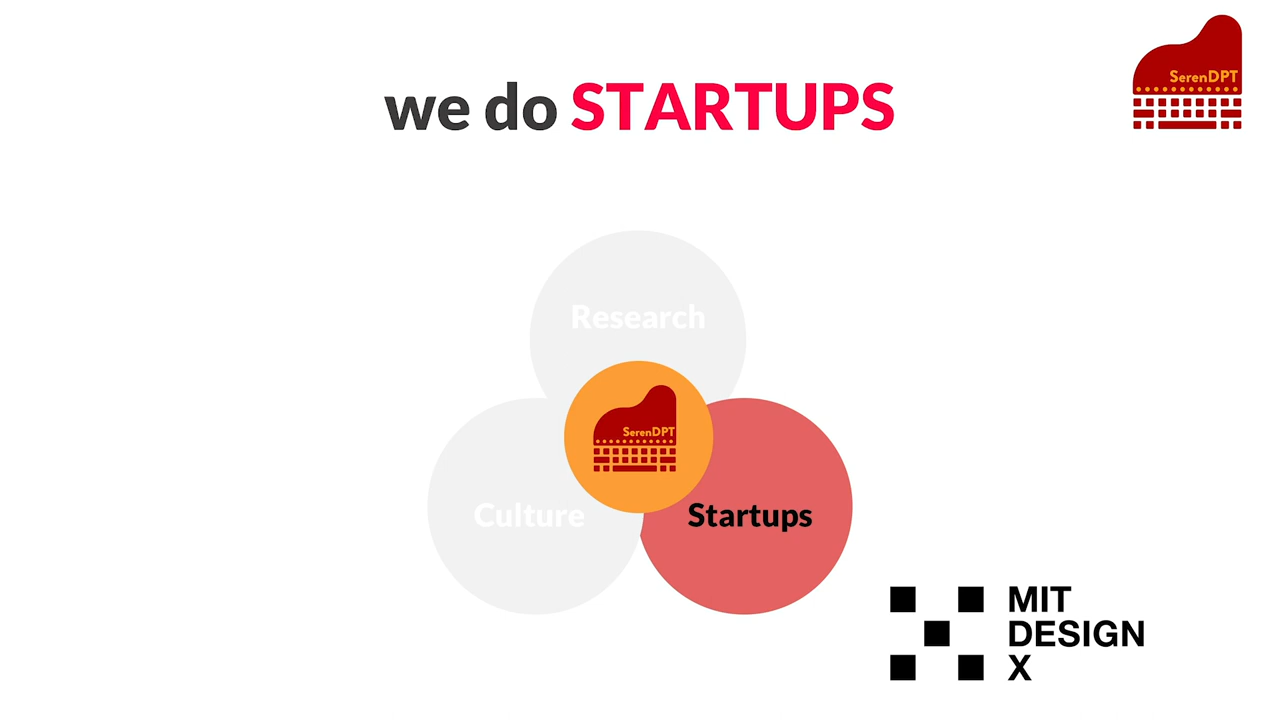 we do STARTUPS
SerenDPT
Research
SerenDPT
Culture
Startups
MIT
DESIGN
X